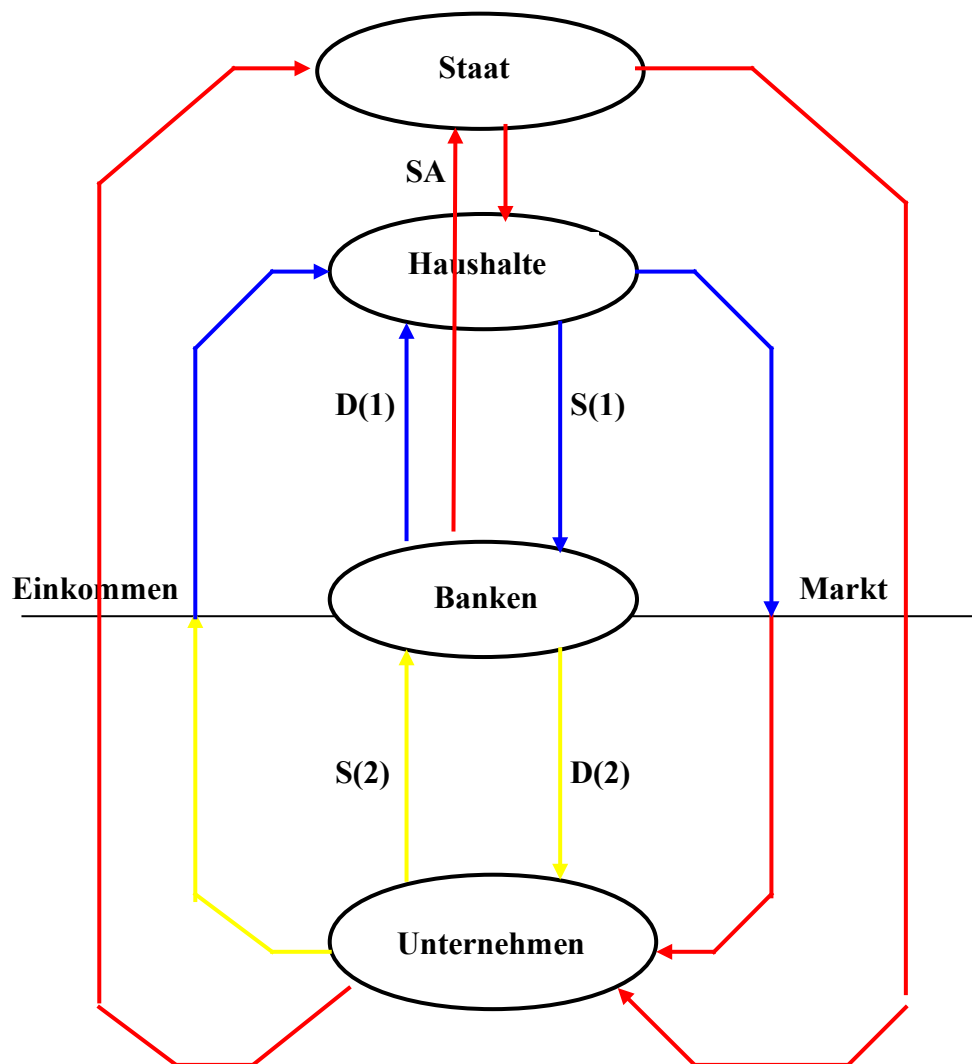 Staat
SA
Haushalte
D(1)
S(1)
Einkommen
Banken
Markt
S(2)
D(2)
Unternehmen